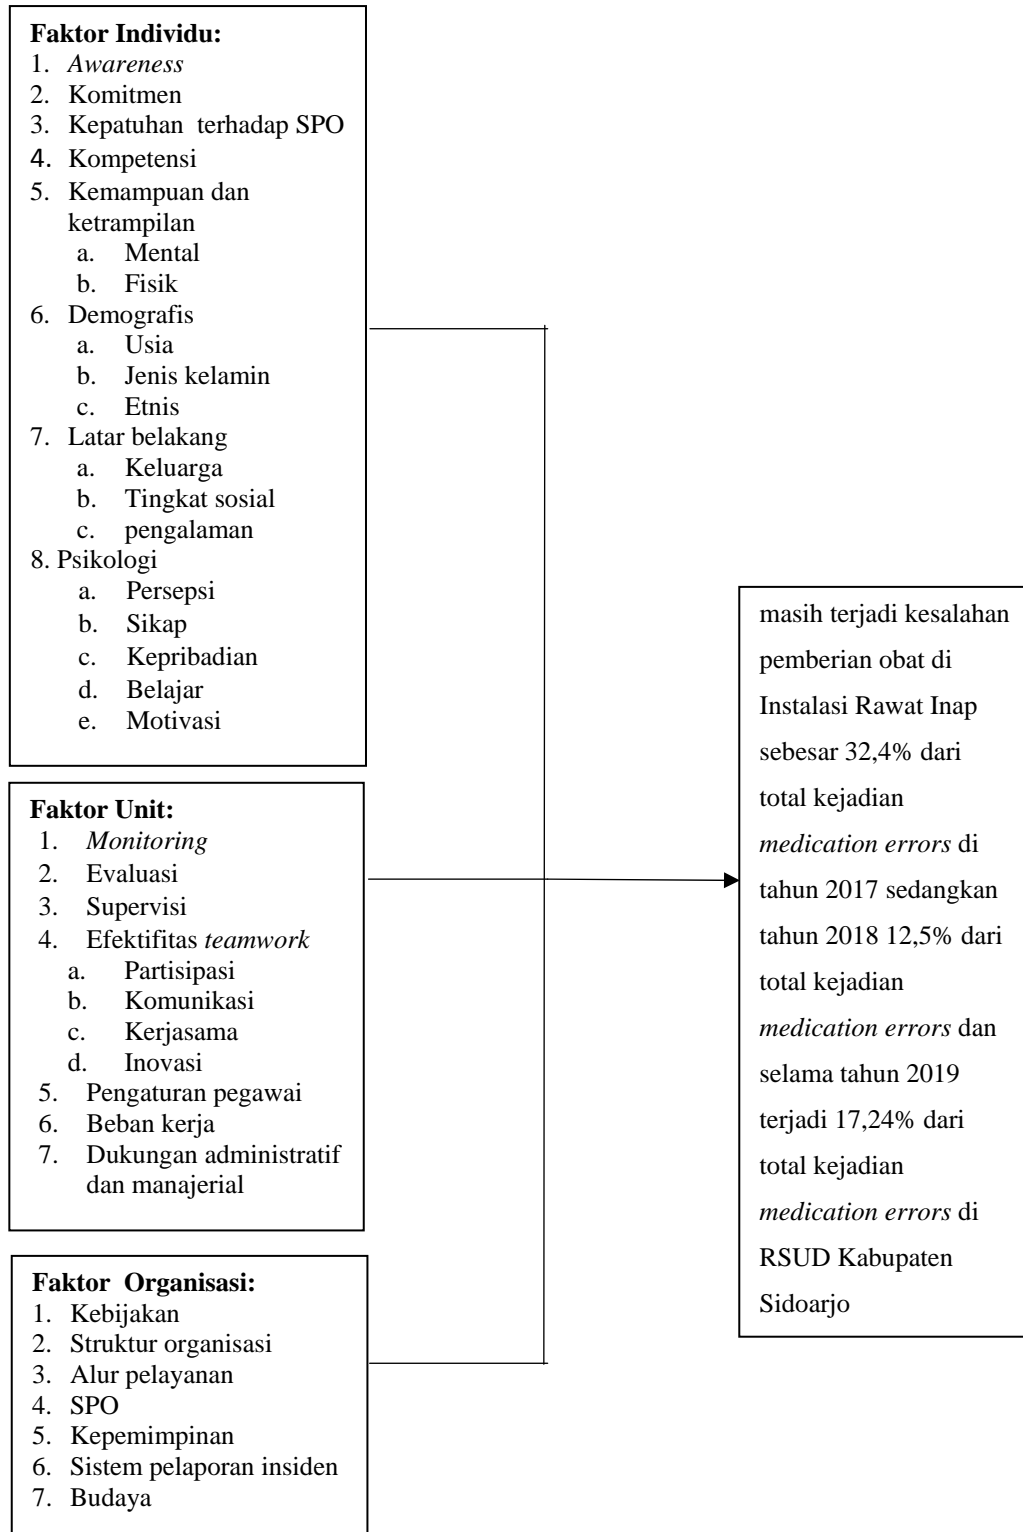 Faktor Individu:
1. Awareness
2. Komitmen
3. Kepatuhan terhadap SPO
4. Kompetensi
5. Kemampuan dan
ketrampilan
a. Mental
b. Fisik
6. Demografis
a. Usia
b. Jenis kelamin
c. Etnis
7. Latar belakang
a. Keluarga
b. Tingkat sosial
c. pengalaman
8. Psikologi
a. Persepsi
b. Sikap
c. Kepribadian
d. Belajar
e. Motivasi
Faktor Unit:
1. Monitoring
2. Evaluasi
3. Supervisi
4. Efektifitas teamwork
a. Partisipasi
b. Komunikasi
c. Kerjasama
d. Inovasi
5. Pengaturan pegawai
6. Beban kerja
7. Dukungan administratif
dan manajerial
Faktor Organisasi:
1. Kebijakan
2. Struktur organisasi
3. Alur pelayanan
4. SPO
5. Kepemimpinan
6. Sistem pelaporan insiden
7. Budaya
masih terjadi kesalahan
pemberian obat di
Instalasi Rawat Inap
sebesar 32,4% dari
total kejadian
medication errors di
tahun 2017 sedangkan
tahun 2018 12,5% dari
total kejadian
medication errors dan
selama tahun 2019
terjadi 17,24% dari
total kejadian
medication errors di
RSUD Kabupaten
Sidoarjo